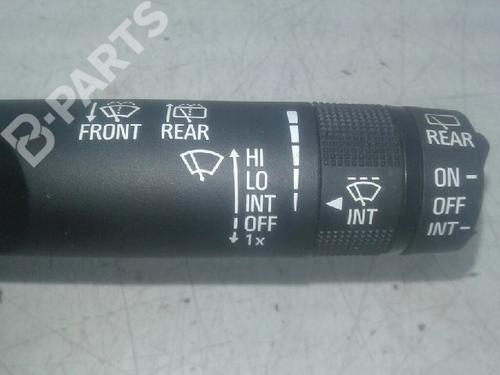 B-PARTS
FRONT
REAR
HI
LO
INT
OFF
1x
INT
REAR
ON
OFF
INT